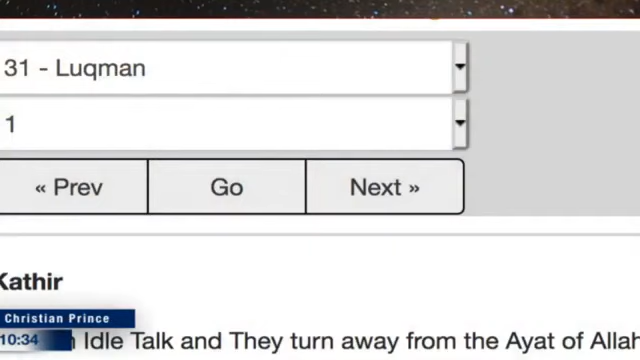 31 - Luqman
1
« Prev
Go
Next »
Kathir
Christian Prince
10:34
Idle Talk and They turn away from the Ayat of Allah